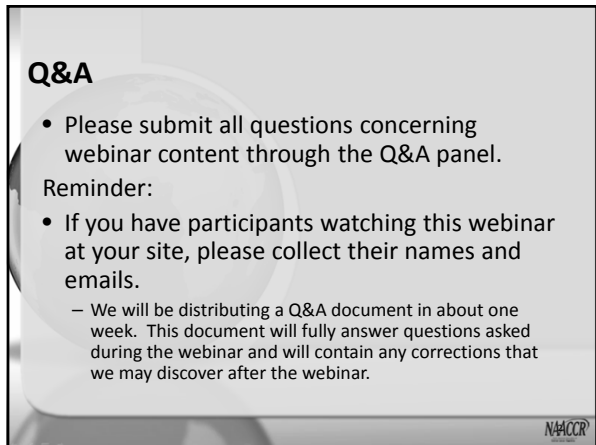 Q&A
• Please submit all questions concerning
webinar content through the Q&A panel.
Reminder:
• If you have participants watching this webinar
at your site, please collect their names and
emails.
– We will be distributing a Q&A document in about one
week. This document will fully answer questions asked
during the webinar and will contain any corrections that
we may discover after the webinar.
NAACCR